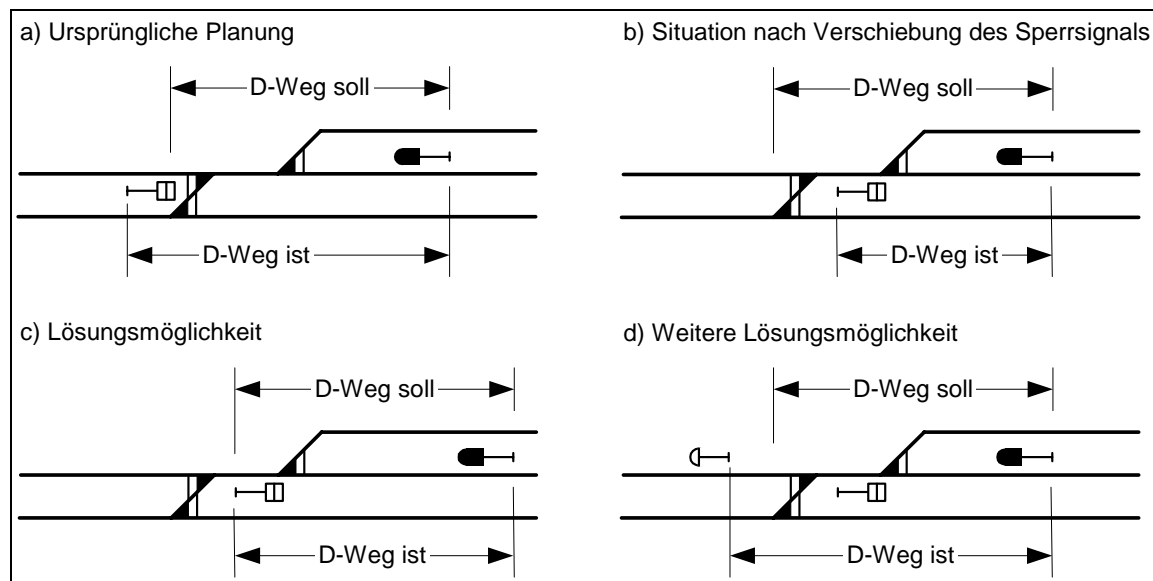 a) Ursprüngliche Planung
D-Weg soll
D-Weg ist
b) Situation nach Verschiebung des Sperrsignals
D-Weg soll
D-Weg ist
c) Lösungsmöglichkeit
D-Weg soll
D-Weg ist
d) Weitere Lösungsmöglichkeit
D-Weg soll
D-Weg ist